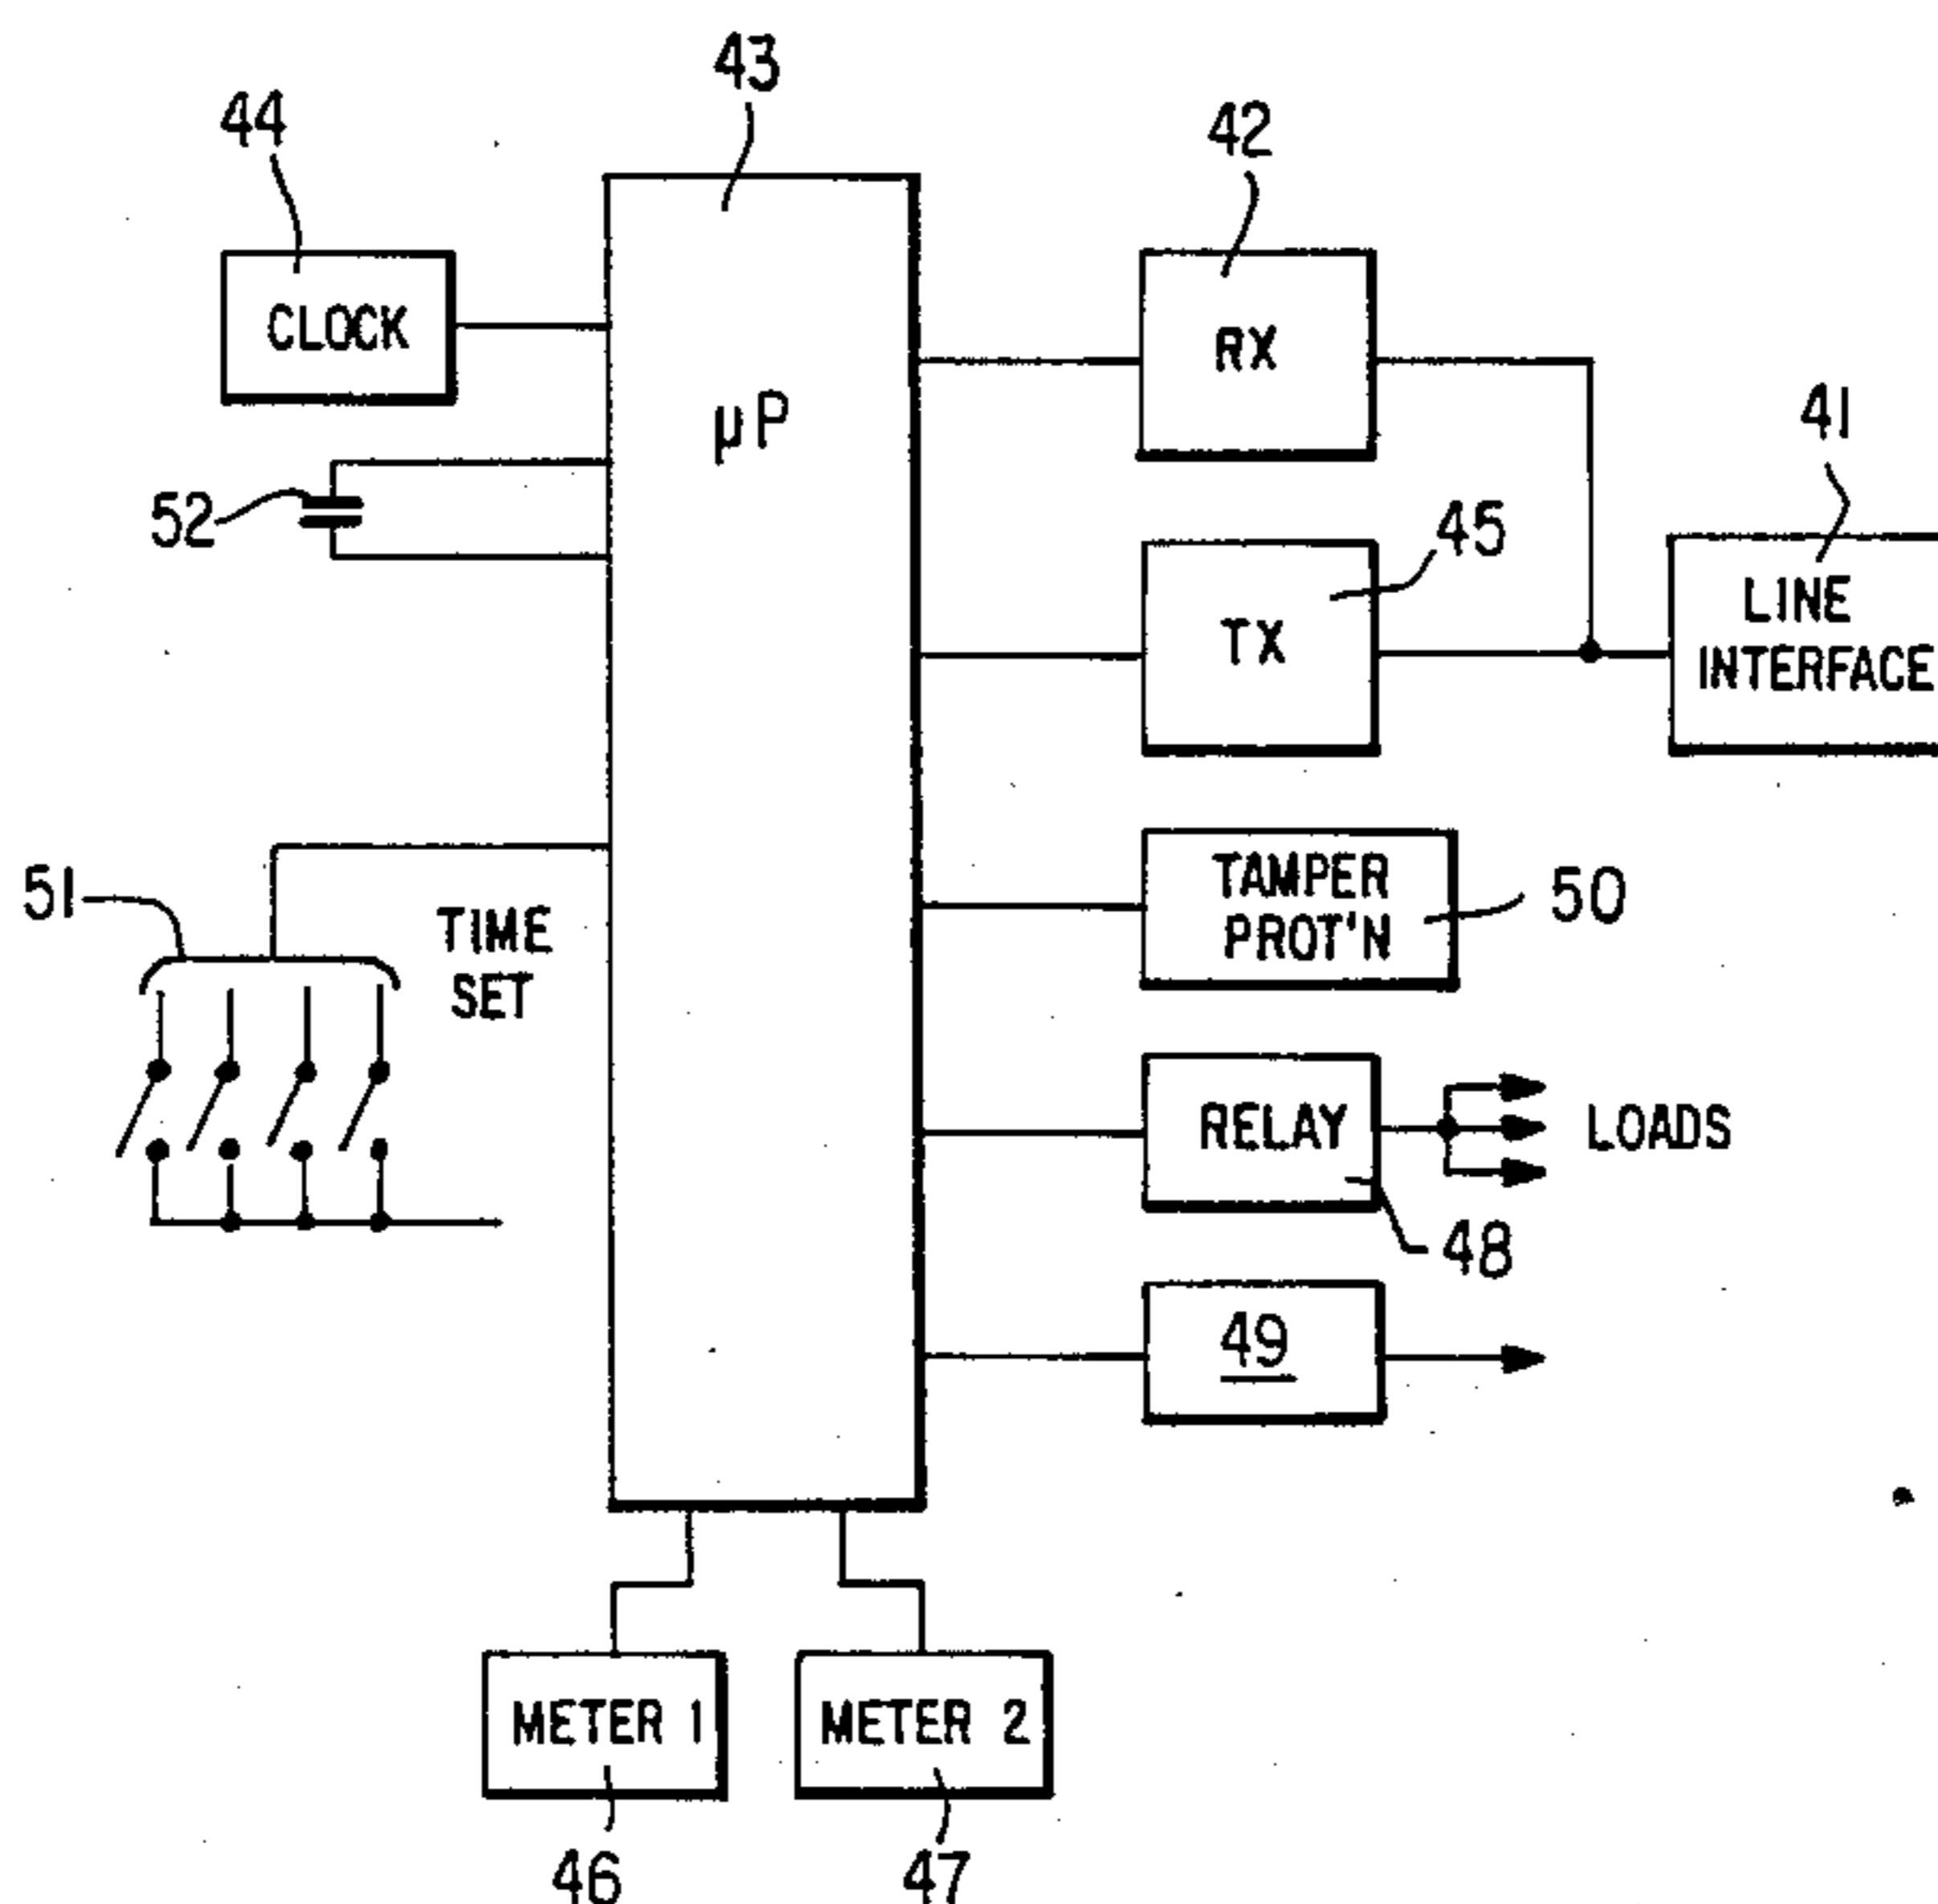 43
44
42
CLOCK
RX
µP
41
52
45
LINE
INTERFACE
TX
51
TIME
SET
TAMPER
PROT'N
50
RELAY
LOADS
48
49
METER 1
METER 2
46
47